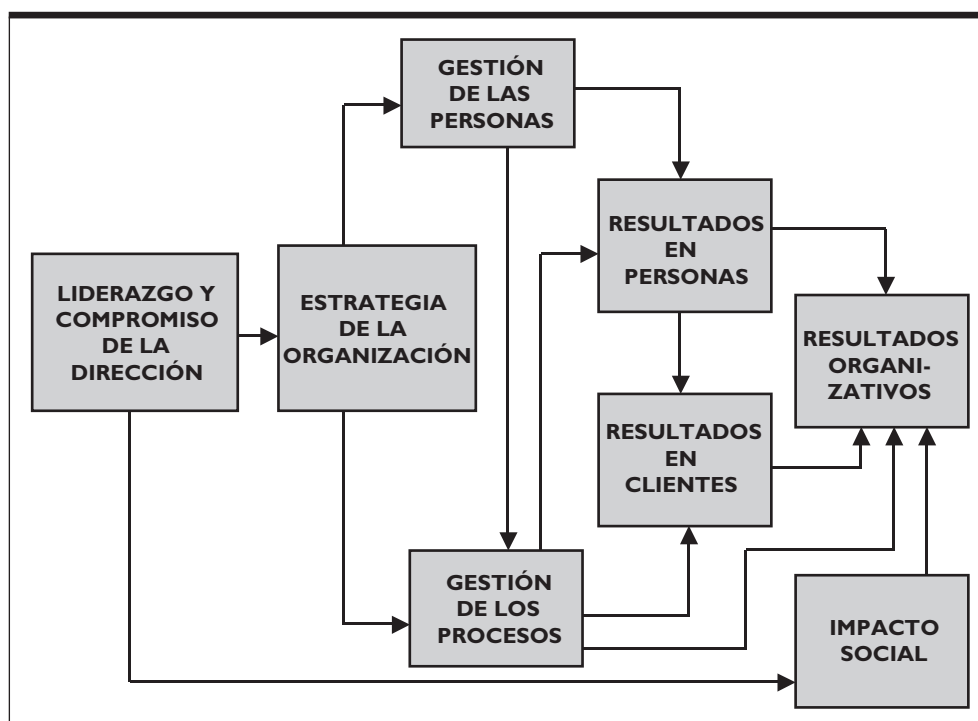 GESTIÓN
DE LAS
PERSONAS
RESULTADOS
EN
PERSONAS
LIDERAZGO Y
COMPROMISO
DE LA
DIRECCIÓN
ESTRATEGIA
DE LA
ORGANIZACIÓN
RESULTADOS
ORGANI-
ZATIVOS
RESULTADOS
EN
CLIENTES
GESTIÓN
DE LOS
PROCESOS
IMPACTO
SOCIAL